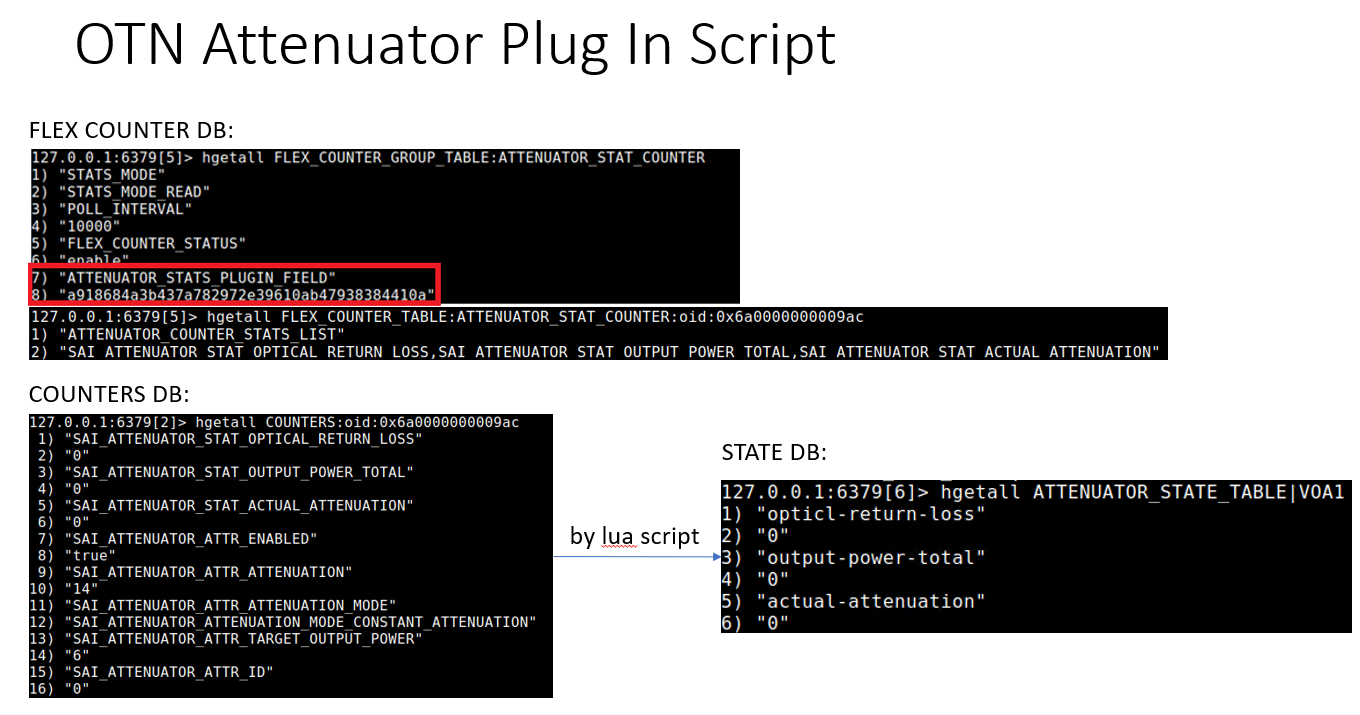 OTN Attenuator Plug In Script
FLEX COUNTER DB:
127.0.0.1:6379[5]> hgetall FLEX_COUNTER_GROUP_TABLE:ATTENUATOR_STAT_COUNTER
1) "STATS_MODE"
2) "STATS_MODE_READ"
3) "POLL_INTERVAL"
4) "10000"
5) "FLEX_COUNTER_STATUS"
6) "enable"
7) "ATTENUATOR_STATS_PLUGIN_FIELD"
8) "a918684a3b437a782972e39610ab47938384410a"
127.0.0.1:6379[5]> hgetall FLEX_COUNTER_TABLE:ATTENUATOR_STAT_COUNTER:oid:0x6a0000000009ac
1) "ATTENUATOR_COUNTER_STATS_LIST"
2) "SAI_ATTENUATOR_STAT_OPTICAL_RETURN_LOSS,SAI_ATTENUATOR_STAT_OUTPUT_POWER_TOTAL,SAI_ATTENUATOR_STAT_ACTUAL_ATTENUATION"
COUNTERS DB:
127.0.0.1:6379[2]> hgetall COUNTERS:oid:0x6a0000000009ac
1) "SAI_ATTENUATOR_STAT_OPTICAL_RETURN_LOSS"
2) "0"
3) "SAI_ATTENUATOR_STAT_OUTPUT_POWER_TOTAL"
4) "0"
5) "SAI_ATTENUATOR_STAT_ACTUAL_ATTENUATION"
6) "0"
7) "SAI_ATTENUATOR_ATTR_ENABLED"
8) "true"
9) "SAI_ATTENUATOR_ATTR_ATTENUATION"
10) "14"
11) "SAI_ATTENUATOR_ATTR_ATTENUATION_MODE"
12) "SAI_ATTENUATOR_ATTENUATION_MODE_CONSTANT_ATTENUATION"
13) "SAI_ATTENUATOR_ATTR_TARGET_OUTPUT_POWER"
14) "6"
15) "SAI_ATTENUATOR_ATTR_ID"
16) "0"
by lua script
STATE DB:
127.0.0.1:6379[6]> hgetall ATTENUATOR_STATE_TABLE|VOA1
1) "opticl-return-loss"
2) "0"
3) "output-power-total"
4) "0"
5) "actual-attenuation"
6) "0"